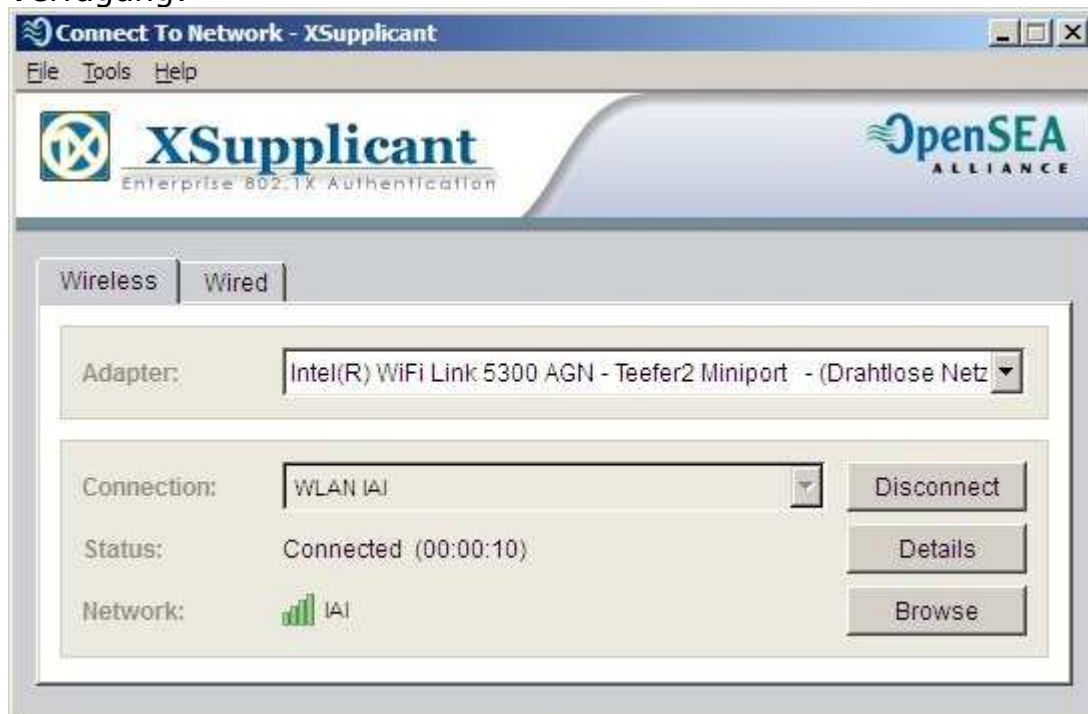 Verfügung.
Connect To Network - XSupplicant
File Tools Help
XSupplicant
Enterprise 802.1X Authentication
OpenSEA
ALLIANCE
Wireless Wired
Adapter: Intel(R) WiFi Link 5300 AGN - Teefer2 Miniport - (Drahtlose Netz
Connection: WLAN IAI Disconnect
Status: Connected (00:00:10) Details
Network: IAI Browse